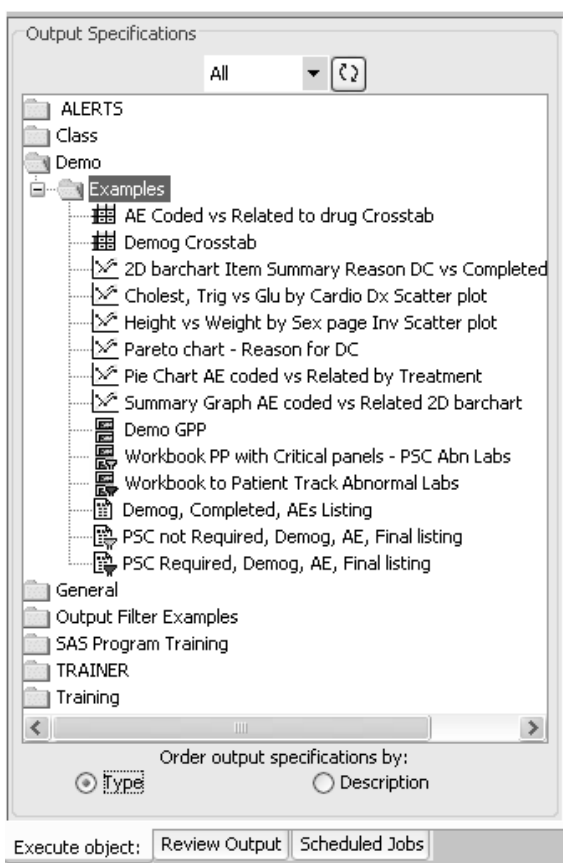 Output Specifications
All
ALERTS
Class
Demo
Examples
AE Coded vs Related to drug Crosstab
Demog Crosstab
2D barchart Item Summary Reason DC vs Completed
Cholest, Trig vs Glu by Cardio Dx Scatter plot
Height vs Weight by Sex page Inv Scatter plot
Pareto chart - Reason for DC
Pie Chart AE coded vs Related by Treatment
Summary Graph AE coded vs Related 2D barchart
Demo GPP
Workbook PP with Critical panels - PSC Abn Labs
Workbook to Patient Track Abnormal Labs
Demog, Completed, AEs Listing
PSC not Required, Demog, AE, Final listing
PSC Required, Demog, AE, Final listing
General
Output Filter Examples
SAS Program Training
TRAINER
Training
Order output specifications by:
Type Description
Execute object: Review Output Scheduled Jobs